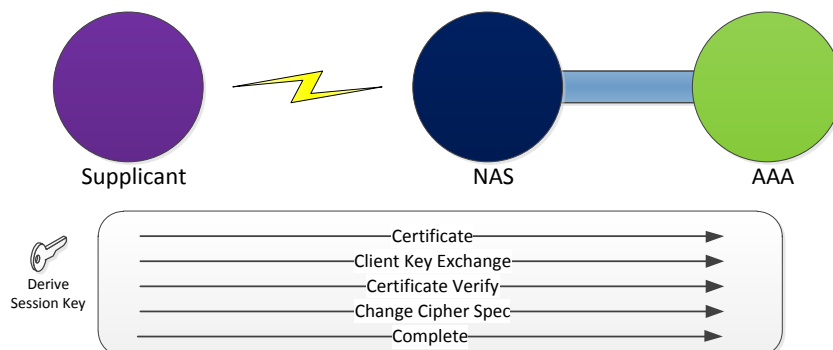 Supplicant
NAS
AAA
Derive
Session Key
Certificate
Client Key Exchange
Certificate Verify
Change Cipher Spec
Complete